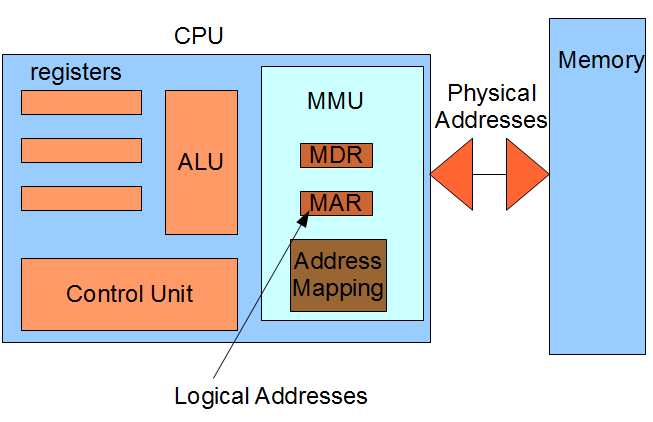 CPU
registers
ALU
Control Unit
MMU
MDR
MAR
Address
Mapping
Logical Addresses
Physical
Addresses
Memory